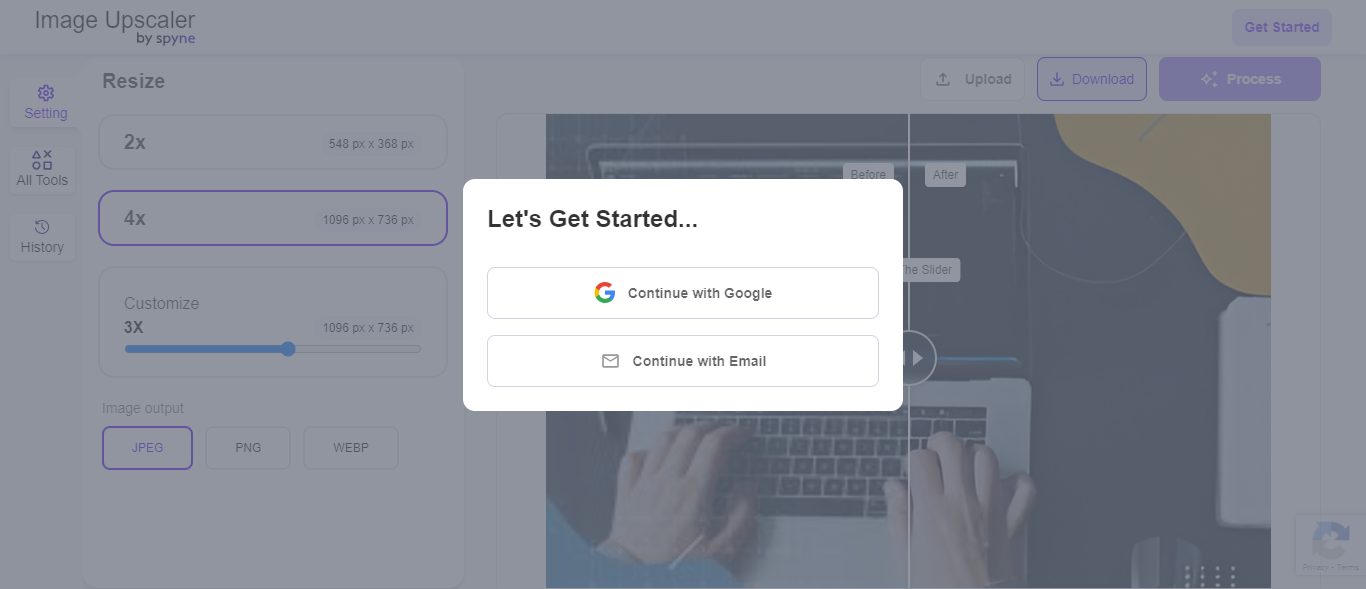 Image Upscaler
by spyne
Get Started
Setting
All Tools
History
Resize
2x
548 px x 368 px
4x
1096 px x 736 px
Customize
3X
1096 px x 736 px
Image output
JPEG
PNG
WEBP
Upload
Download
Process
Before
After
The Slider
Let's Get Started...
Continue with Google
Continue with Email
Privacy - Terms